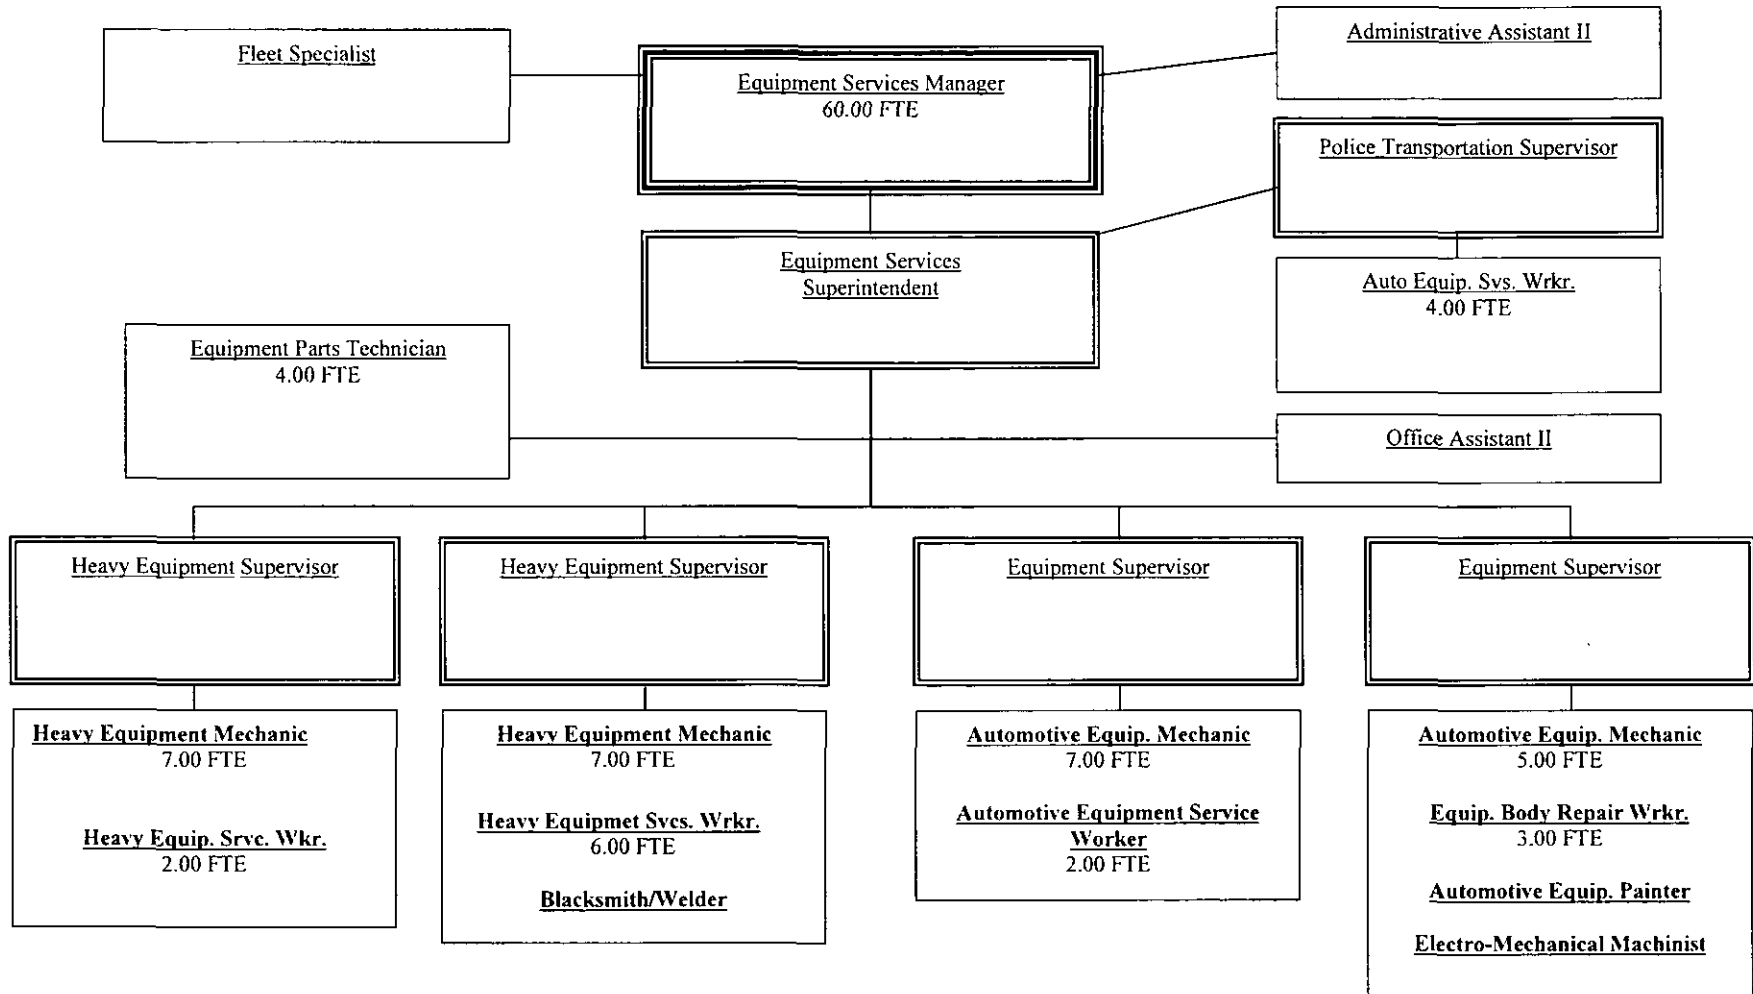 Fleet Specialist
Equipment Services Manager
60.00 FTE
Administrative Assistant II
Police Transportation Supervisor
Equipment Services
Superintendent
Auto Equip. Svs. Wrkr.
4.00 FTE
Equipment Parts Technician
4.00 FTE
Office Assistant II
Heavy Equipment Supervisor
Heavy Equipment Supervisor
Equipment Supervisor
Equipment Supervisor
Heavy Equipment Mechanic
7.00 FTE
Heavy Equip. Srvc. Wkr.
2.00 FTE
Heavy Equipment Mechanic
7.00 FTE
Heavy Equipmet Svcs. Wrkr.
6.00 FTE
Blacksmith/Welder
Automotive Equip. Mechanic
7.00 FTE
Automotive Equipment Service
Worker
2.00 FTE
Automotive Equip. Mechanic
5.00 FTE
Equip. Body Repair Wrkr.
3.00 FTE
Automotive Equip. Painter
Electro-Mechanical Machinist